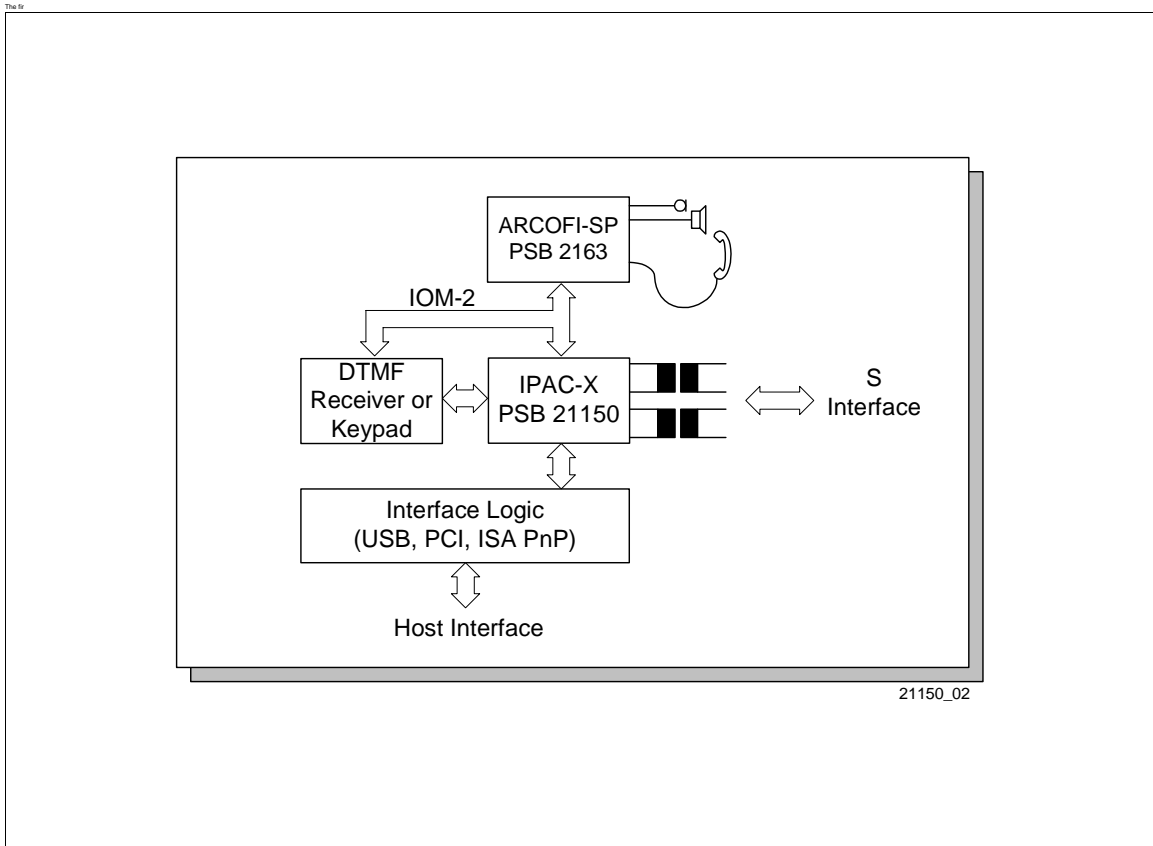 The fir
ARCOFI-SP
PSB 2163
IOM-2
DTMF
Receiver or
Keypad
IPAC-X
PSB 21150
S
Interface
Interface Logic
(USB, PCI, ISA PnP)
Host Interface
21150_02